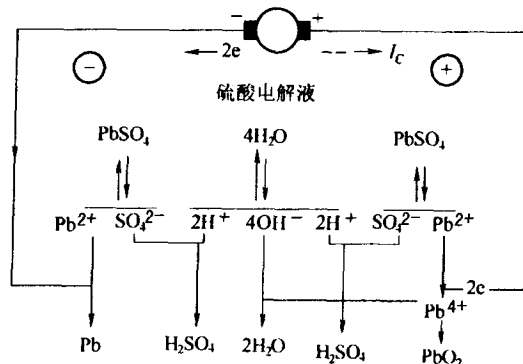 − +
2e I_C
− +
硫酸电解液
PbSO₄ 4H₂O PbSO₄
Pb²⁺ SO₄²⁻ 2H⁺ 4OH⁻ 2H⁺ SO₄²⁻ Pb²⁺
2c
Pb⁴⁺
Pb H₂SO₄ 2H₂O H₂SO₄ PbO₂